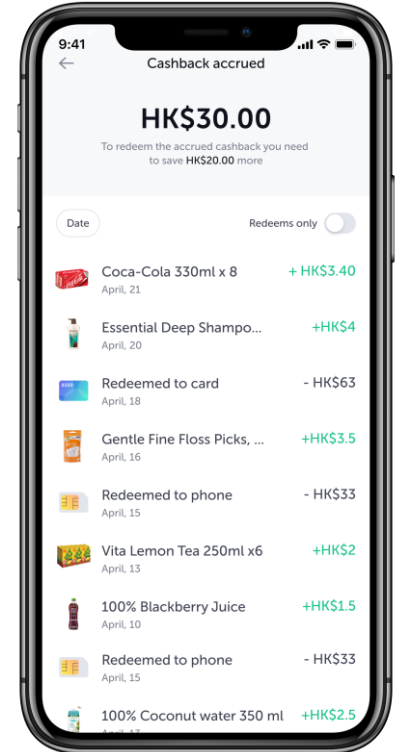 9:41
Cashback accrued
HK$30.00
To redeem the accrued cashback you need
to save HK$20.00 more
Date
Redeems only
Coca-Cola 330ml x 8
+ HK$3.40
April, 21
Essential Deep Shampo...
+HK$4
April, 20
Redeemed to card
- HK$63
April, 18
Gentle Fine Floss Picks, ...
+HK$3.5
April, 16
Redeemed to phone
- HK$33
April, 15
Vita Lemon Tea 250ml x6
+HK$2
April, 13
100% Blackberry Juice
+HK$1.5
April, 10
Redeemed to phone
- HK$33
April, 15
100% Coconut water 350 ml
+HK$2.5
April, 13